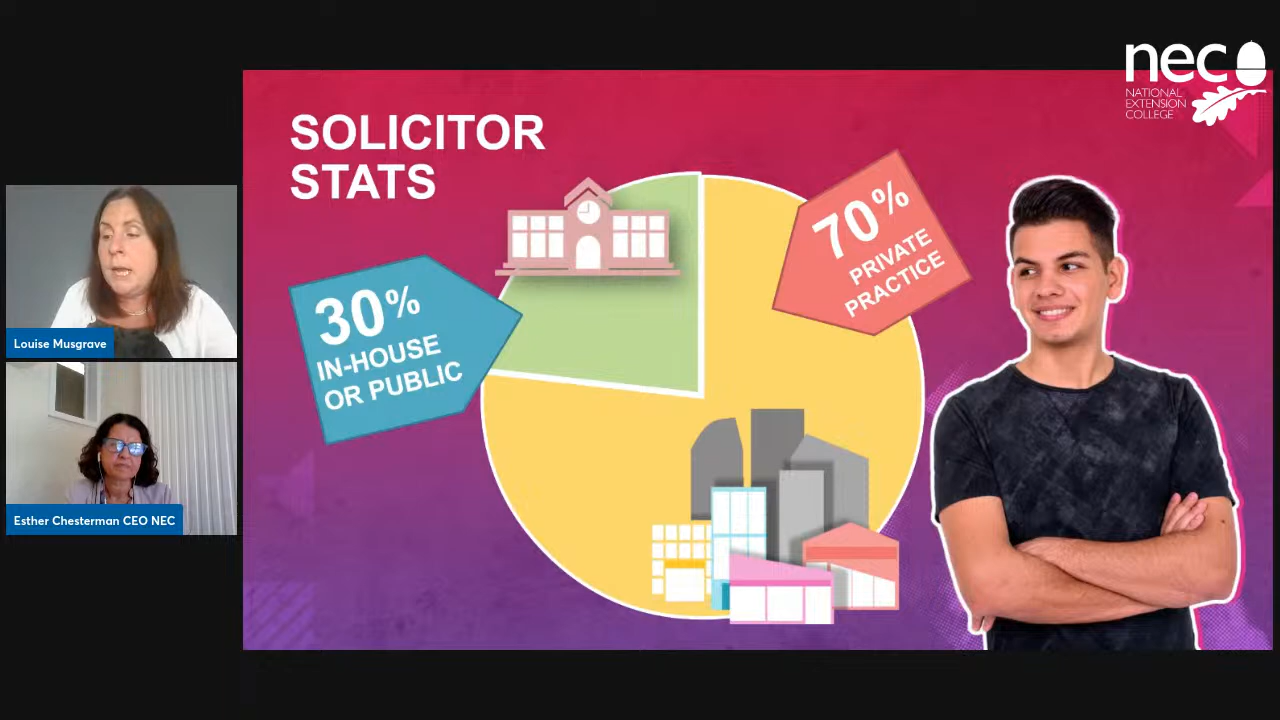 nec
NATIONAL
EXTENSION
COLLEGE
SOLICITOR
STATS
70%
PRIVATE
PRACTICE
30%
IN-HOUSE
OR PUBLIC
Louise Musgrave
Esther Chesterman CEO NEC